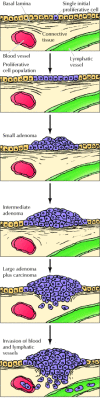 Basal lamina
Single initial
proliferative cell
Connective
tissue
Blood vessel
Lymphatic
vessel
Proliferative
cell population
Small adenoma
Intermediate
adenoma
Large adenoma
plus carcinoma
Invasion of blood
and lymphatic
vessels